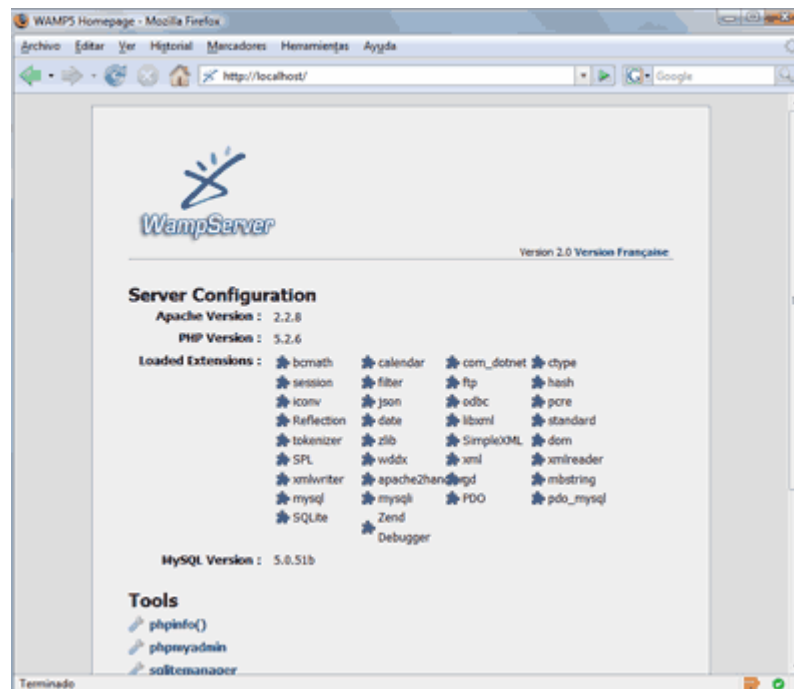 WAMP5 Homepage - Mozilla Firefox
Archivo Editar Ver Historial Marcadores Herramientas Ayuda
http://localhost/ Google
WampServer
Version 2.0 Version Française
Server Configuration
Apache Version : 2.2.8
PHP Version : 5.2.6
Loaded Extensions : bcmath calendar com_dotnet ctype
session filter ftp hash
iconv json odbc pcre
Reflection date libxml standard
tokenizer zlib SimpleXML dom
SPL wddx xml xmlreader
xmlwriter apache2handler gd mbstring
mysql mysqli PDO pdo_mysql
SQLite Zend
Debugger
MySQL Version : 5.0.51b
Tools
phpinfo()
phpmyadmin
sqlitemanager
Terminado